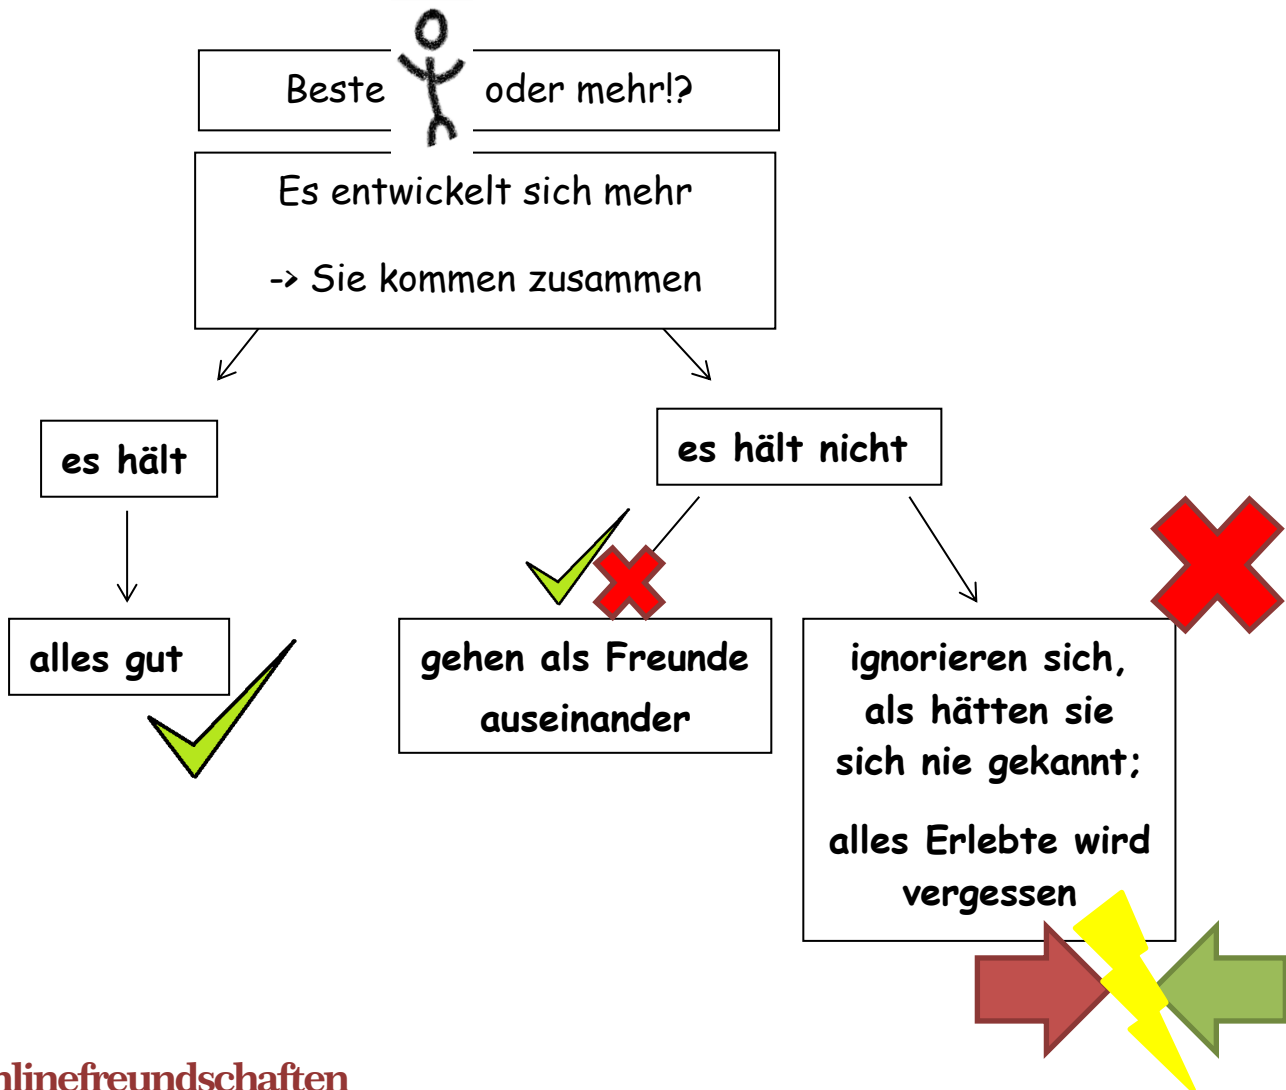 Beste oder mehr!?
Es entwickelt sich mehr
-> Sie kommen zusammen
es hält
es hält nicht
alles gut
gehen als Freunde
auseinander
ignorieren sich,
als hätten sie
sich nie gekannt;
alles Erlebte wird
vergessen
nlinefreundschaften